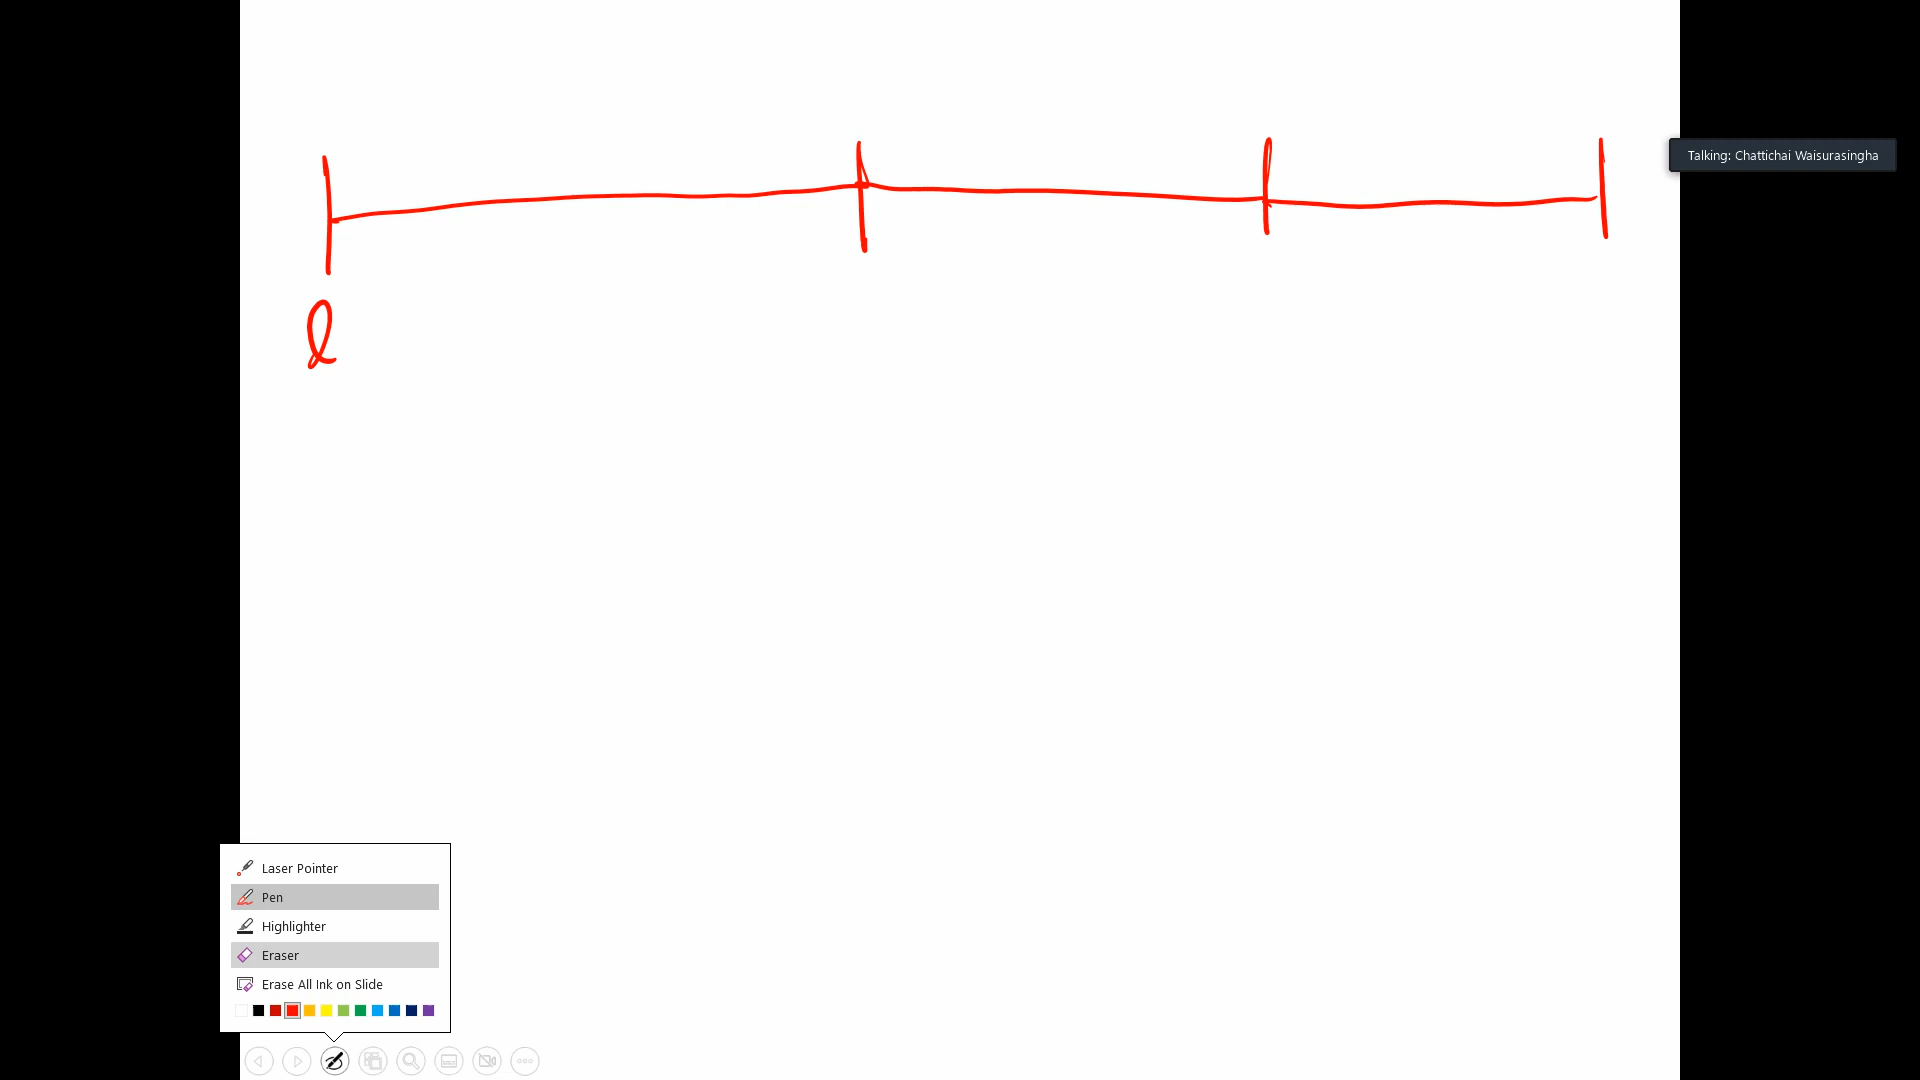 Talking: Chattichai Waisurasingha
l
Laser Pointer
Pen
Highlighter
Eraser
Erase All Ink on Slide